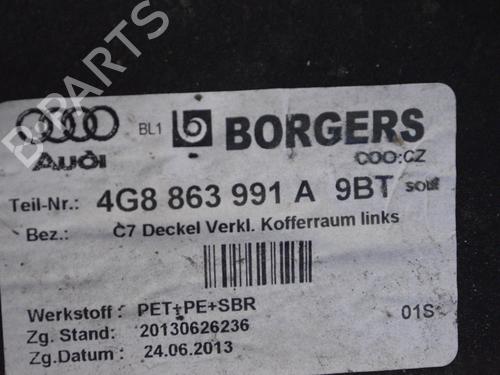 B-PARTS
BL1 BORGERS
Audi COO:CZ
Teil-Nr.: 4G8 863 991 A 9BT soul
Bez.: C7 Deckel Verkl. Kofferraum links
Werkstoff : PET+PE+SBR 01S
Zg. Stand: 20130626236
Zg.Datum : 24.06.2013